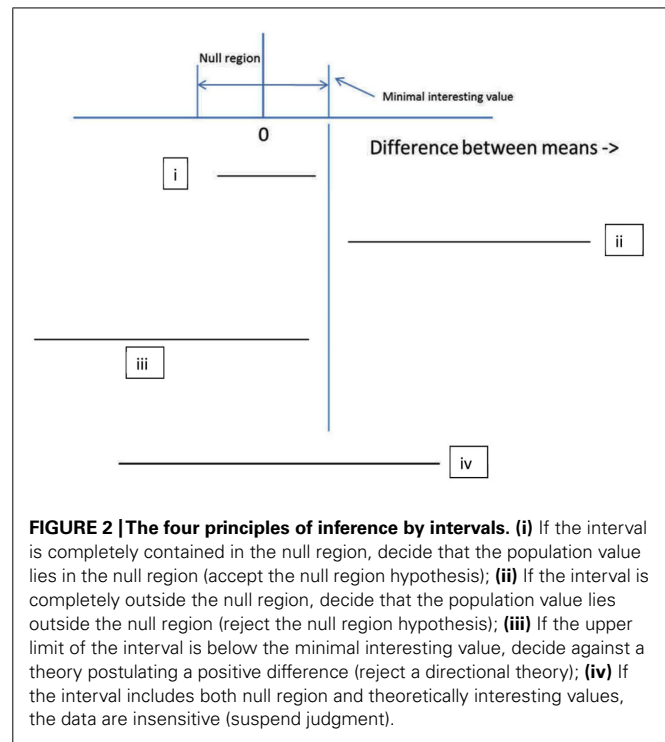 Null region
Minimal interesting value
0
Difference between means ->
i
ii
iii
iv
FIGURE 2 | The four principles of inference by intervals. (i) If the interval
is completely contained in the null region, decide that the population value
lies in the null region (accept the null region hypothesis); (ii) If the interval is
completely outside the null region, decide that the population value lies
outside the null region (reject the null region hypothesis); (iii) If the upper
limit of the interval is below the minimal interesting value, decide against a
theory postulating a positive difference (reject a directional theory); (iv) If
the interval includes both null region and theoretically interesting values,
the data are insensitive (suspend judgment).